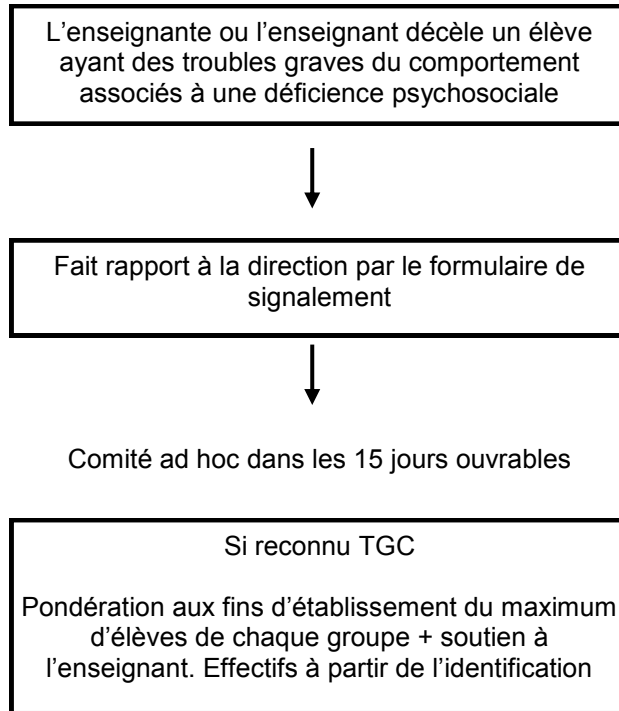 L’enseignante ou l’enseignant décèle un élève
ayant des troubles graves du comportement
associés à une déficience psychosociale
Fait rapport à la direction par le formulaire de
signalement
Comité ad hoc dans les 15 jours ouvrables
Si reconnu TGC
Pondération aux fins d’établissement du maximum
d’élèves de chaque groupe + soutien à
l’enseignant. Effectifs à partir de l’identification